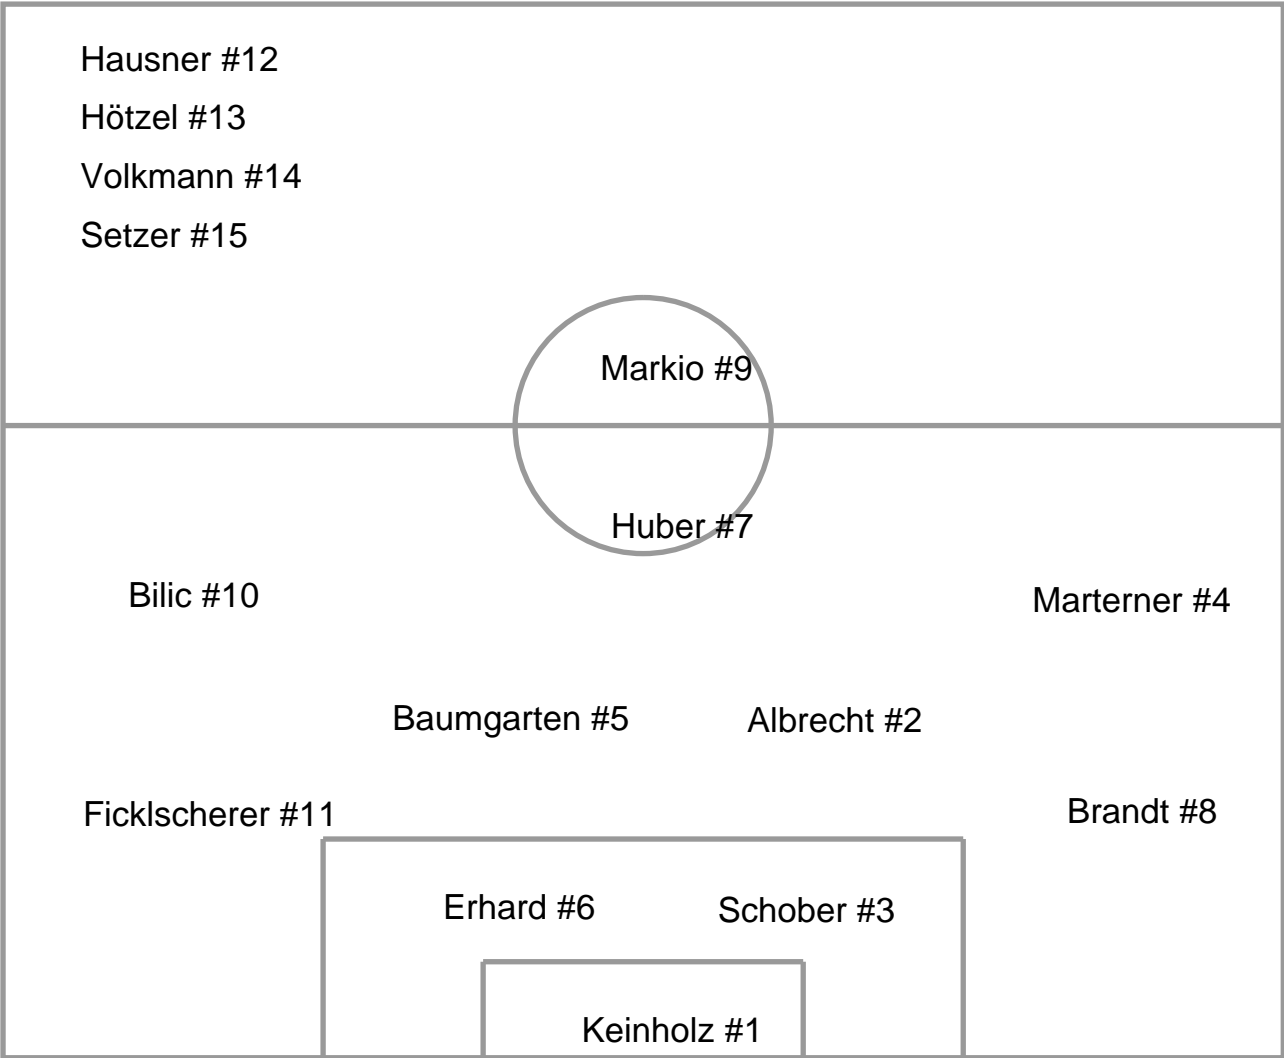 Hausner #12
Hötzel #13
Volkmann #14
Setzer #15
Markio #9
Huber #7
Bilic #10
Marterner #4
Baumgarten #5
Albrecht #2
Ficklscherer #11
Brandt #8
Erhard #6
Schober #3
Keinholz #1